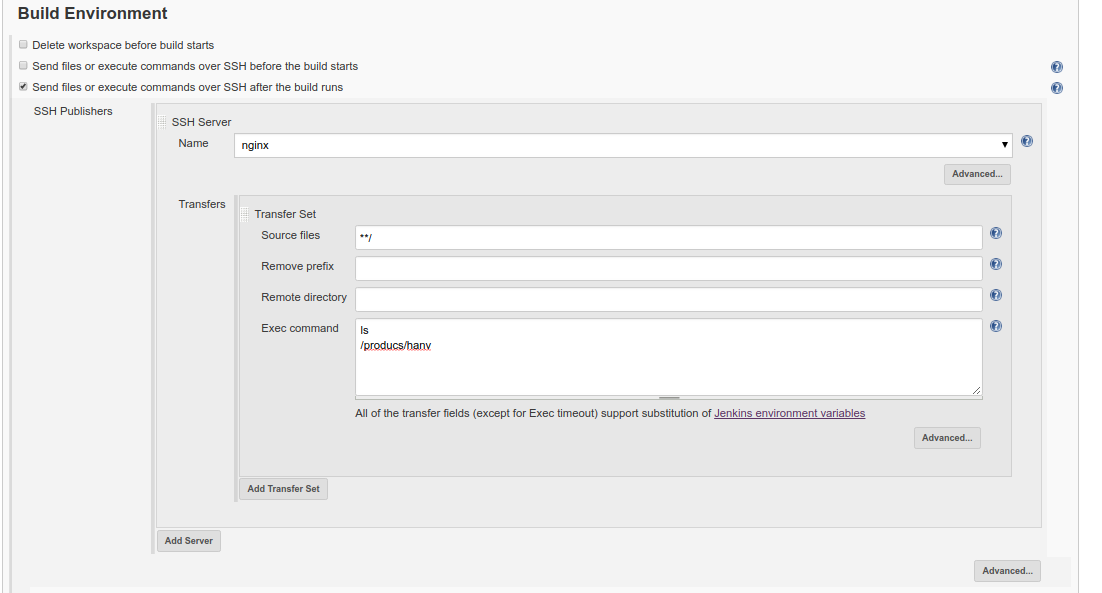 Build Environment
Delete workspace before build starts
Send files or execute commands over SSH before the build starts
Send files or execute commands over SSH after the build runs
SSH Publishers
SSH Server
Name
nginx
Advanced...
Transfers
Transfer Set
Source files
**/
Remove prefix
Remote directory
Exec command
ls
/producs/hanv
All of the transfer fields (except for Exec timeout) support substitution of Jenkins environment variables
Advanced...
Add Transfer Set
Add Server
Advanced...